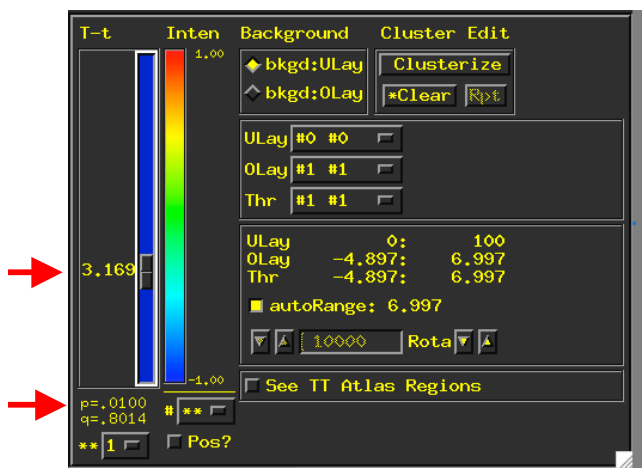 T-t Inten Background Cluster Edit
1.00
bkgd:ULay Clusterize
bkgd:OLay *Clear Rpt
ULay #0 #0
OLay #1 #1
Thr #1 #1
ULay 0: 100
OLay -4.897: 6.997
3.169 Thr -4.897: 6.997
autoRange: 6.997
10000 Rota
-1.00 See TT Atlas Regions
p=.0100
q=.8014 # **
** 1 Pos?